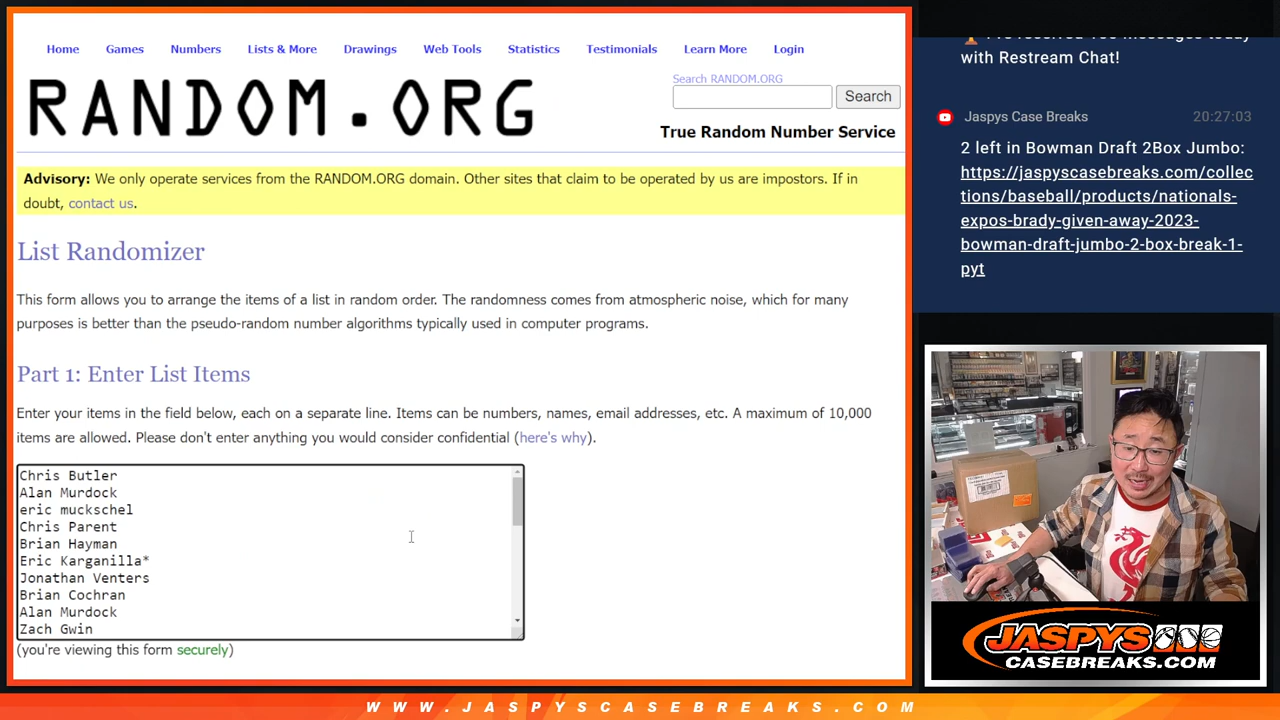 Home Games Numbers Lists & More Drawings Web Tools Statistics Testimonials Learn More Login
RANDOM.ORG
Search RANDOM.ORG
Search
True Random Number Service
Advisory: We only operate services from the RANDOM.ORG domain. Other sites that claim to be operated by us are impostors. If in
doubt, contact us.
List Randomizer
This form allows you to arrange the items of a list in random order. The randomness comes from atmospheric noise, which for many
purposes is better than the pseudo-random number algorithms typically used in computer programs.
Part 1: Enter List Items
Enter your items in the field below, each on a separate line. Items can be numbers, names, email addresses, etc. A maximum of 10,000
items are allowed. Please don't enter anything you would consider confidential (here's why).
Chris Butler
Alan Murdock
eric muckschel
Chris Parent
Brian Hayman
Eric Karganilla*
Jonathan Venters
Brian Cochran
Alan Murdock
Zach Gwin
(you're viewing this form securely)
with Restream Chat!
Jaspys Case Breaks 20:27:03
2 left in Bowman Draft 2Box Jumbo:
https://jaspyscasebreaks.com/collec
tions/baseball/products/nationals-
expos-brady-given-away-2023-
bowman-draft-jumbo-2-box-break-1-
pyt
JASPYS
CASEBREAKS.COM
WWW.JASPYSCASEBREAKS.COM